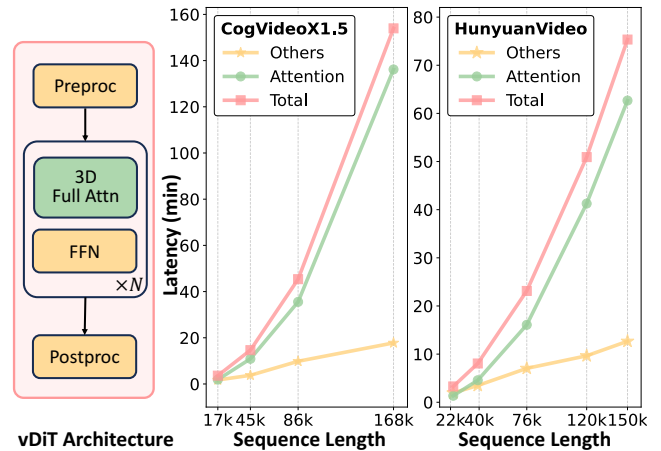 Preproc
3D
Full Attn
FFN
×N
Postproc
vDiT Architecture
CogVideoX1.5
Others
Attention
Total
Latency (min)
160
140
120
100
80
60
40
20
0
17k 45k 86k 168k
Sequence Length
HunyuanVideo
Others
Attention
Total
80
70
60
50
40
30
20
10
0
22k 40k 76k 120k 150k
Sequence Length